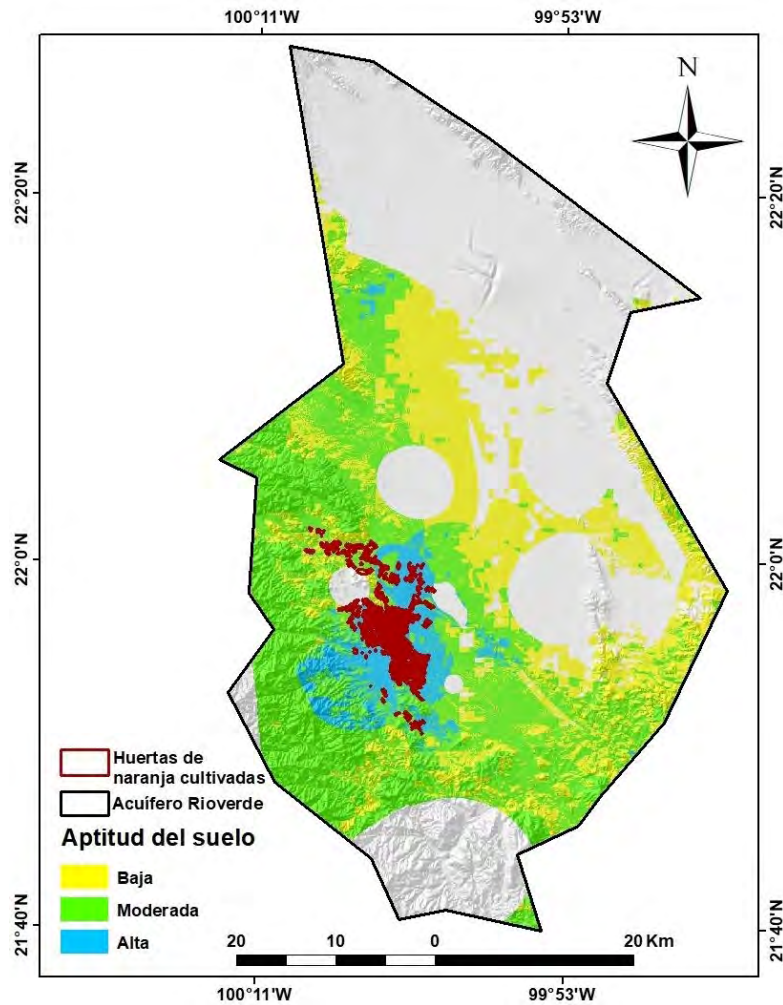 100°11'W 99°53'W
N
22°20'N 22°20'N
22°0'N 22°0'N
Huertas de
naranja cultivadas
Acuífero Rioverde
Aptitud del suelo
Baja
Moderada
Alta
20 10 0 20 Km
21°40'N 21°40'N
100°11'W 99°53'W